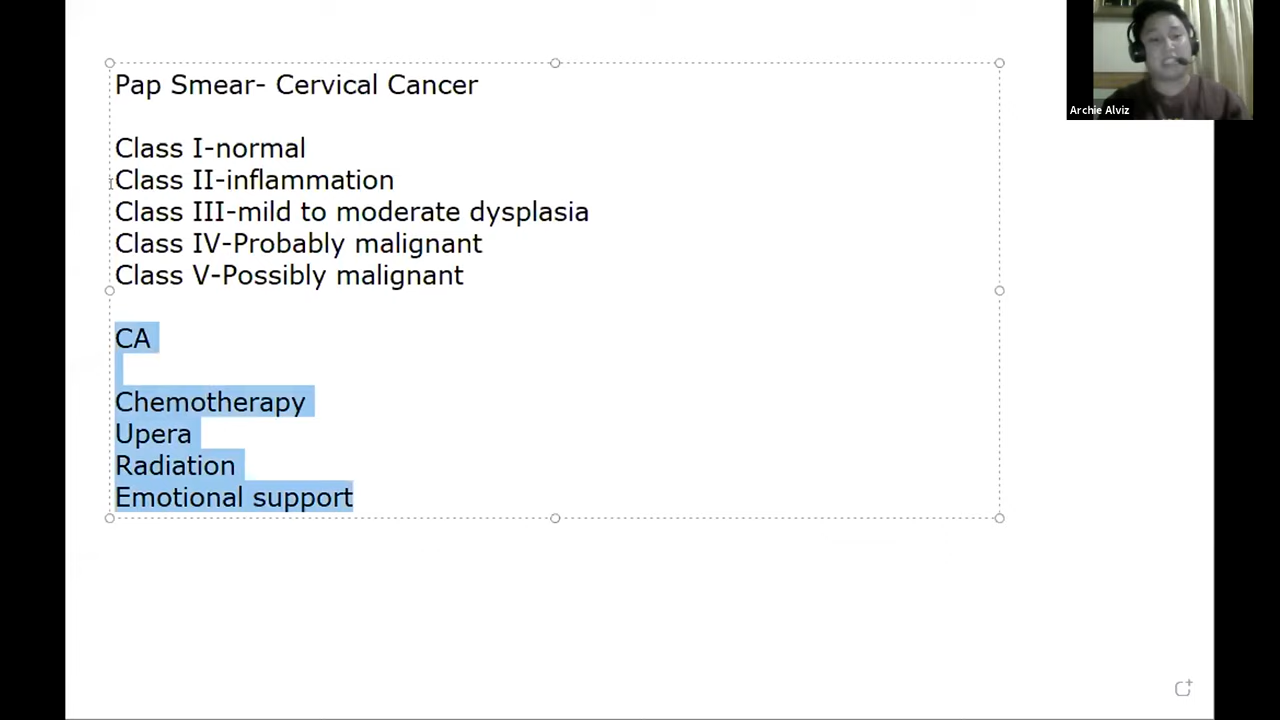 Pap Smear- Cervical Cancer
Class I-normal
Class II-inflammation
Class III-mild to moderate dysplasia
Class IV-Probably malignant
Class V-Possibly malignant
CA
Chemotherapy
Upera
Radiation
Emotional support
Archie Alviz